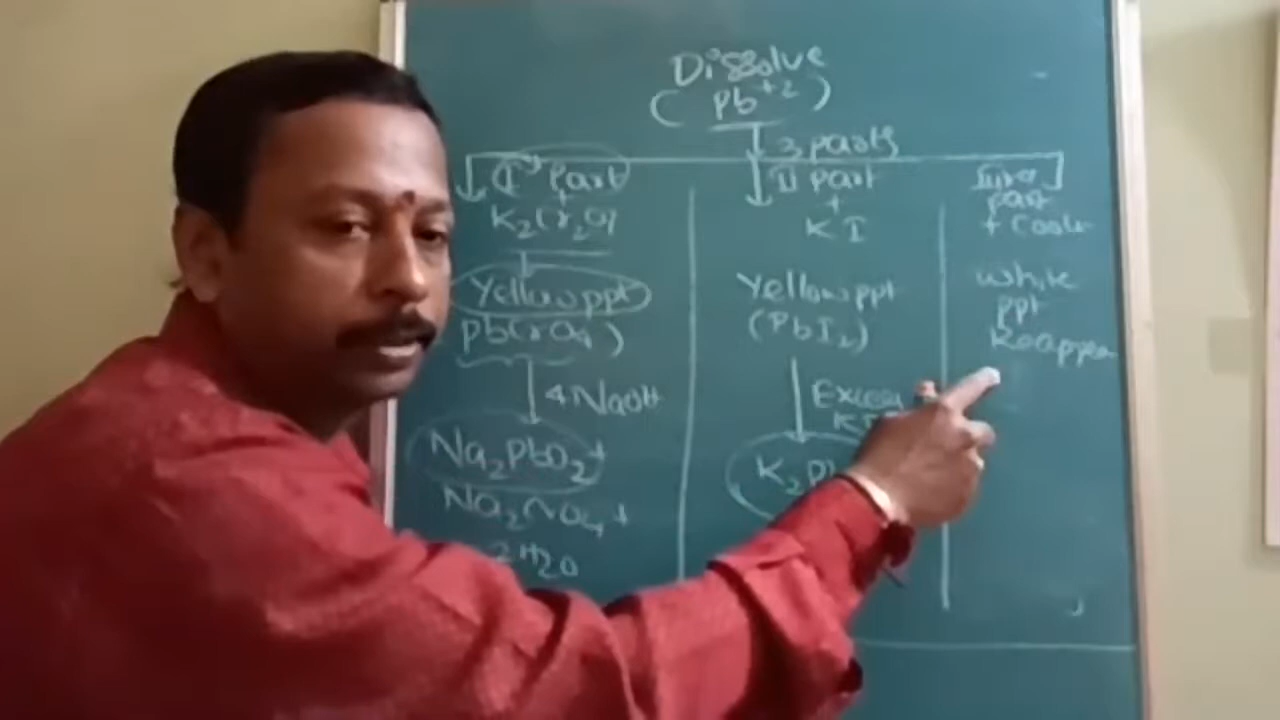 Dissolve
(Pb+2)
3 parts
Ist Part
+
K2Cr2O7
Yellow ppt
PbCrO4)
4 NaOH
Na2PbO2+
Na2CrO4+
2H2O
II part
+
KI
Yellow ppt
(PbI2)
Excess
part
+ Cool
White
ppt
Reappea